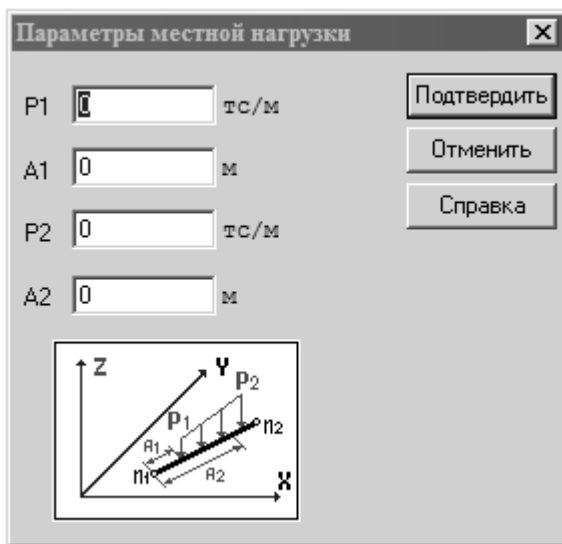 Параметры местной нагрузки
P1 0 тс/м
Подтвердить
A1 0 м
Отменить
P2 0 тс/м
Справка
A2 0 м
Z
Y
P1
P2
A1
n1
A2
n2
X